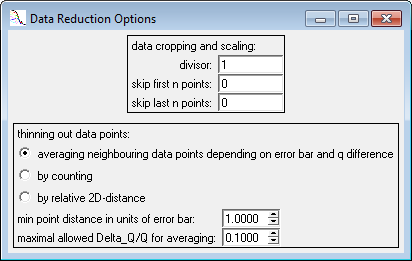 Data Reduction Options
data cropping and scaling:
divisor: 1
skip first n points: 0
skip last n points: 0
thinning out data points:
averaging neighbouring data points depending on error bar and q difference
by counting
by relative 2D-distance
min point distance in units of error bar: 1.0000
maximal allowed Delta_Q/Q for averaging: 0.1000